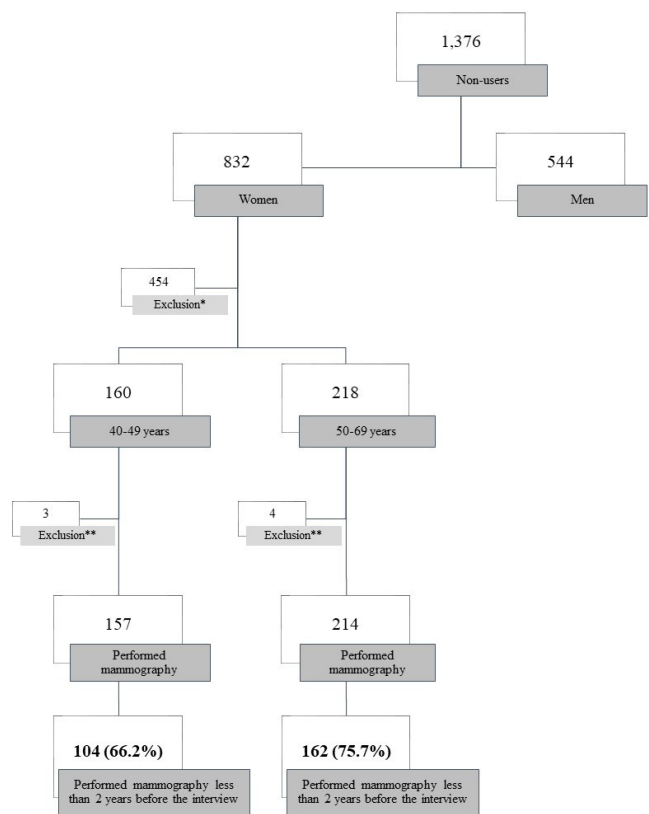 1,376
Non-users
832
Women
544
Men
454
Exclusion*
160
40-49 years
218
50-69 years
3
Exclusion**
4
Exclusion**
157
Performed
mammography
214
Performed
mammography
104 (66.2%)
Performed mammography less
than 2 years before the interview
162 (75.7%)
Performed mammography less
than 2 years before the interview